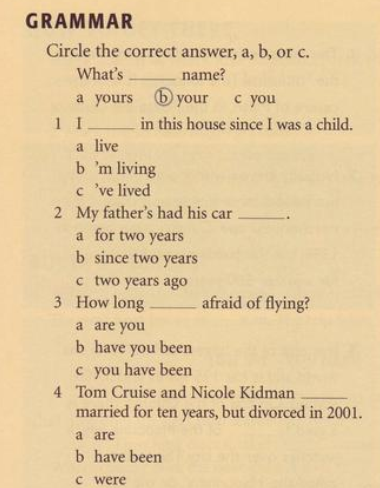 GRAMMAR
Circle the correct answer, a, b, or c.
What's _____ name?
a yours b your c you
1 I _____ in this house since I was a child.
a live
b 'm living
c 've lived
2 My father's had his car _____.
a for two years
b since two years
c two years ago
3 How long _____ afraid of flying?
a are you
b have you been
c you have been
4 Tom Cruise and Nicole Kidman _____
married for ten years, but divorced in 2001.
a are
b have been
c were